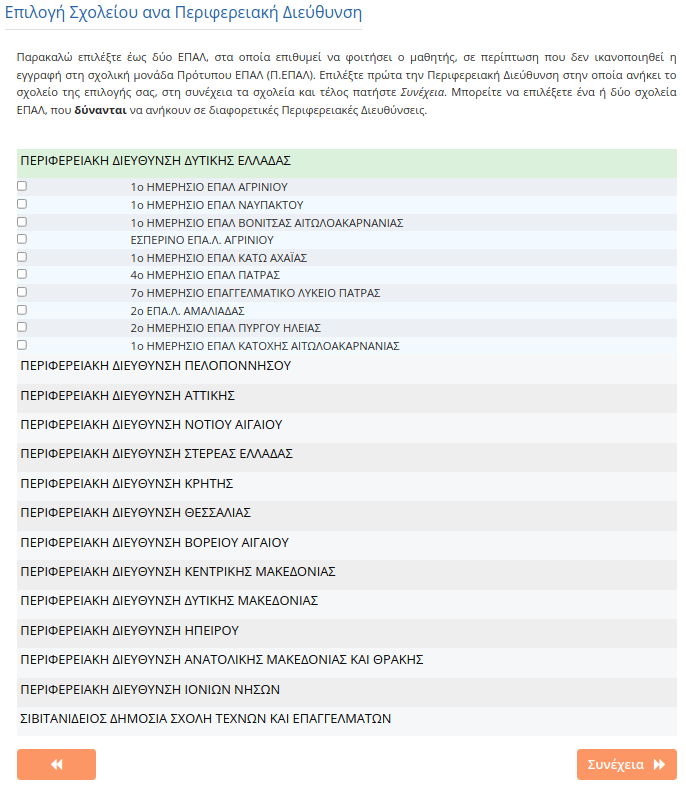 Επιλογή Σχολείου ανα Περιφερειακή Διεύθυνση
Παρακαλώ επιλέξτε έως δύο ΕΠΑΛ, στα οποία επιθυμεί να φοιτήσει ο μαθητής, σε περίπτωση που δεν ικανοποιηθεί η
εγγραφή στη σχολική μονάδα Πρότυπου ΕΠΑΛ (Π.ΕΠΑΛ). Επιλέξτε πρώτα την Περιφερειακή Διεύθυνση στην οποία ανήκει το
σχολείο της επιλογής σας, στη συνέχεια τα σχολεία και τέλος πατήστε Συνέχεια. Μπορείτε να επιλέξετε ένα ή δύο σχολεία
ΕΠΑΛ, που δύνανται να ανήκουν σε διαφορετικές Περιφερειακές Διευθύνσεις.
ΠΕΡΙΦΕΡΕΙΑΚΗ ΔΙΕΥΘΥΝΣΗ ΔΥΤΙΚΗΣ ΕΛΛΑΔΑΣ
1ο ΗΜΕΡΗΣΙΟ ΕΠΑΛ ΑΓΡΙΝΙΟΥ
1ο ΗΜΕΡΗΣΙΟ ΕΠΑΛ ΝΑΥΠΑΚΤΟΥ
1ο ΗΜΕΡΗΣΙΟ ΕΠΑΛ ΒΟΝΙΤΣΑΣ ΑΙΤΩΛΟΑΚΑΡΝΑΝΙΑΣ
ΕΣΠΕΡΙΝΟ ΕΠΑ.Λ. ΑΓΡΙΝΙΟΥ
1ο ΗΜΕΡΗΣΙΟ ΕΠΑΛ ΚΑΤΩ ΑΧΑΪΑΣ
4ο ΗΜΕΡΗΣΙΟ ΕΠΑΛ ΠΑΤΡΑΣ
7ο ΗΜΕΡΗΣΙΟ ΕΠΑΓΓΕΛΜΑΤΙΚΟ ΛΥΚΕΙΟ ΠΑΤΡΑΣ
2ο ΕΠΑ.Λ. ΑΜΑΛΙΑΔΑΣ
2ο ΗΜΕΡΗΣΙΟ ΕΠΑΛ ΠΥΡΓΟΥ ΗΛΕΙΑΣ
1ο ΗΜΕΡΗΣΙΟ ΕΠΑΛ ΚΑΤΟΧΗΣ ΑΙΤΩΛΟΑΚΑΡΝΑΝΙΑΣ
ΠΕΡΙΦΕΡΕΙΑΚΗ ΔΙΕΥΘΥΝΣΗ ΠΕΛΟΠΟΝΝΗΣΟΥ
ΠΕΡΙΦΕΡΕΙΑΚΗ ΔΙΕΥΘΥΝΣΗ ΑΤΤΙΚΗΣ
ΠΕΡΙΦΕΡΕΙΑΚΗ ΔΙΕΥΘΥΝΣΗ ΝΟΤΙΟΥ ΑΙΓΑΙΟΥ
ΠΕΡΙΦΕΡΕΙΑΚΗ ΔΙΕΥΘΥΝΣΗ ΣΤΕΡΕΑΣ ΕΛΛΑΔΑΣ
ΠΕΡΙΦΕΡΕΙΑΚΗ ΔΙΕΥΘΥΝΣΗ ΚΡΗΤΗΣ
ΠΕΡΙΦΕΡΕΙΑΚΗ ΔΙΕΥΘΥΝΣΗ ΘΕΣΣΑΛΙΑΣ
ΠΕΡΙΦΕΡΕΙΑΚΗ ΔΙΕΥΘΥΝΣΗ ΒΟΡΕΙΟΥ ΑΙΓΑΙΟΥ
ΠΕΡΙΦΕΡΕΙΑΚΗ ΔΙΕΥΘΥΝΣΗ ΚΕΝΤΡΙΚΗΣ ΜΑΚΕΔΟΝΙΑΣ
ΠΕΡΙΦΕΡΕΙΑΚΗ ΔΙΕΥΘΥΝΣΗ ΔΥΤΙΚΗΣ ΜΑΚΕΔΟΝΙΑΣ
ΠΕΡΙΦΕΡΕΙΑΚΗ ΔΙΕΥΘΥΝΣΗ ΗΠΕΙΡΟΥ
ΠΕΡΙΦΕΡΕΙΑΚΗ ΔΙΕΥΘΥΝΣΗ ΑΝΑΤΟΛΙΚΗΣ ΜΑΚΕΔΟΝΙΑΣ ΚΑΙ ΘΡΑΚΗΣ
ΠΕΡΙΦΕΡΕΙΑΚΗ ΔΙΕΥΘΥΝΣΗ ΙΟΝΙΩΝ ΝΗΣΩΝ
ΣΙΒΙΤΑΝΙΔΕΙΟΣ ΔΗΜΟΣΙΑ ΣΧΟΛΗ ΤΕΧΝΩΝ ΚΑΙ ΕΠΑΓΓΕΛΜΑΤΩΝ
Συνέχεια